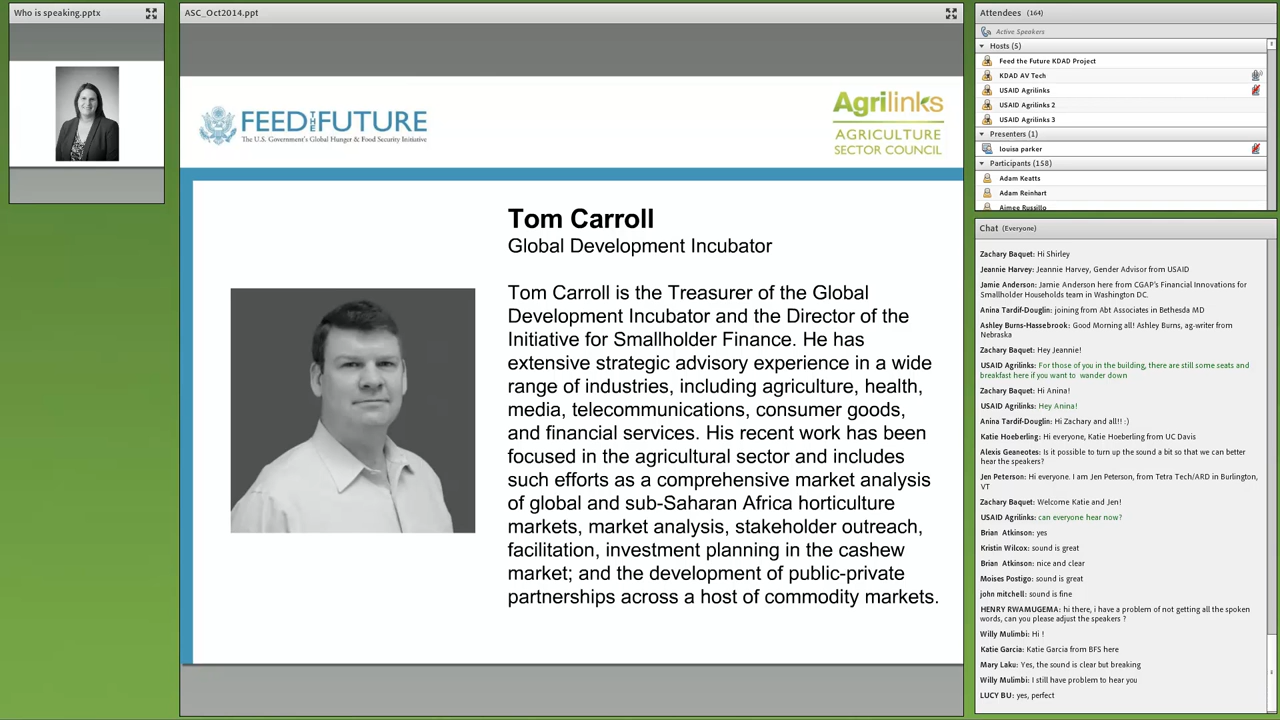 Who is speaking.pptx
ASC_Oct2014.ppt
FEED THE FUTURE
The U.S. Government's Global Hunger & Food Security Initiative
Agrilinks
AGRICULTURE
SECTOR COUNCIL
Tom Carroll
Global Development Incubator
Tom Carroll is the Treasurer of the Global
Development Incubator and the Director of the
Initiative for Smallholder Finance. He has
extensive strategic advisory experience in a wide
range of industries, including agriculture, health,
media, telecommunications, consumer goods,
and financial services. His recent work has been
focused in the agricultural sector and includes
such efforts as a comprehensive market analysis
of global and sub-Saharan Africa horticulture
markets, market analysis, stakeholder outreach,
facilitation, investment planning in the cashew
market; and the development of public-private
partnerships across a host of commodity markets.
Attendees (164)
Active Speakers
Hosts (5)
Feed the Future KDAD Project
KDAD AV Tech
USAID Agrilinks
USAID Agrilinks 2
USAID Agrilinks 3
Presenters (1)
louisa parker
Participants (158)
Adam Keatts
Adam Reinhart
Aimee Russillo
Chat (Everyone)
Zachary Baquet: Hi Shirley
Jeannie Harvey: Jeannie Harvey, Gender Advisor from USAID
Jamie Anderson: Jamie Anderson here from CGAP's Financial Innovations for
Smallholder Households team in Washington DC.
Anina Tardif-Douglin: joining from Abt Associates in Bethesda MD
Ashley Burns-Hassebrook: Good Morning all! Ashley Burns, ag-writer from
Nebraska
Zachary Baquet: Hey Jeannie!
USAID Agrilinks: For those of you in the building, there are still some seats and
breakfast here if you want to wander down
Zachary Baquet: Hi Anina!
USAID Agrilinks: Hey Anina!
Anina Tardif-Douglin: Hi Zachary and all!! :)
Katie Hoeberling: Hi everyone, Katie Hoeberling from UC Davis
Alexis Geaneotes: Is it possible to turn up the sound a bit so that we can better
hear the speakers?
Jen Peterson: Hi everyone. I am Jen Peterson, from Tetra Tech/ARD in Burlington,
VT
Zachary Baquet: Welcome Katie and Jen!
USAID Agrilinks: can everyone hear now?
Brian Atkinson: yes
Kristin Wilcox: sound is great
Brian Atkinson: nice and clear
Moises Postigo: sound is great
john mitchell: sound is fine
HENRY RWAMUGEMA: hi there, i have a problem of not getting all the spoken
words, can you please adjust the speakers ?
Willy Mulimbi: Hi !
Katie Garcia: Katie Garcia from BFS here
Mary Laku: Yes, the sound is clear but breaking
Willy Mulimbi: I still have problem to hear you
LUCY BU: yes, perfect